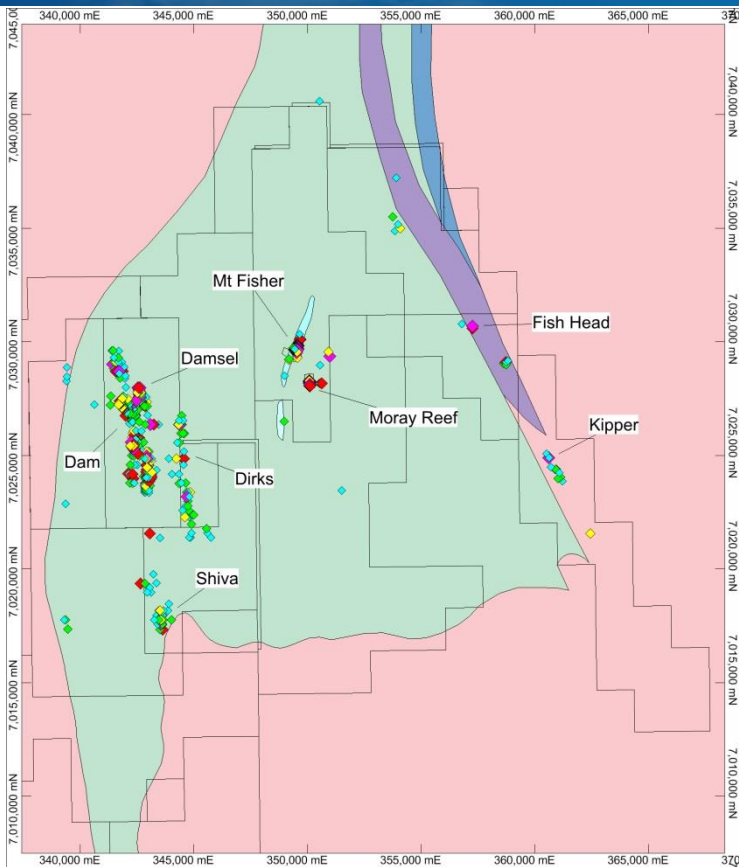 340,000 mE 345,000 mE 350,000 mE 355,000 mE 360,000 mE 365,000 mE 370
7,045,00
7,040,000 mN 7,040,000 mN
7,035,000 mN 7,035,000 mN
Mt Fisher
7,030,000 mN 7,030,000 mN
Fish Head
Damsel
Moray Reef
7,025,000 mN 7,025,000 mN
Kipper
Dam
Dirks
7,020,000 mN 7,020,000 mN
Shiva
7,015,000 mN 7,015,000 mN
7,010,000 mN 7,010,000 mN
340,000 mE 345,000 mE 350,000 mE 355,000 mE 360,000 mE 365,000 mE